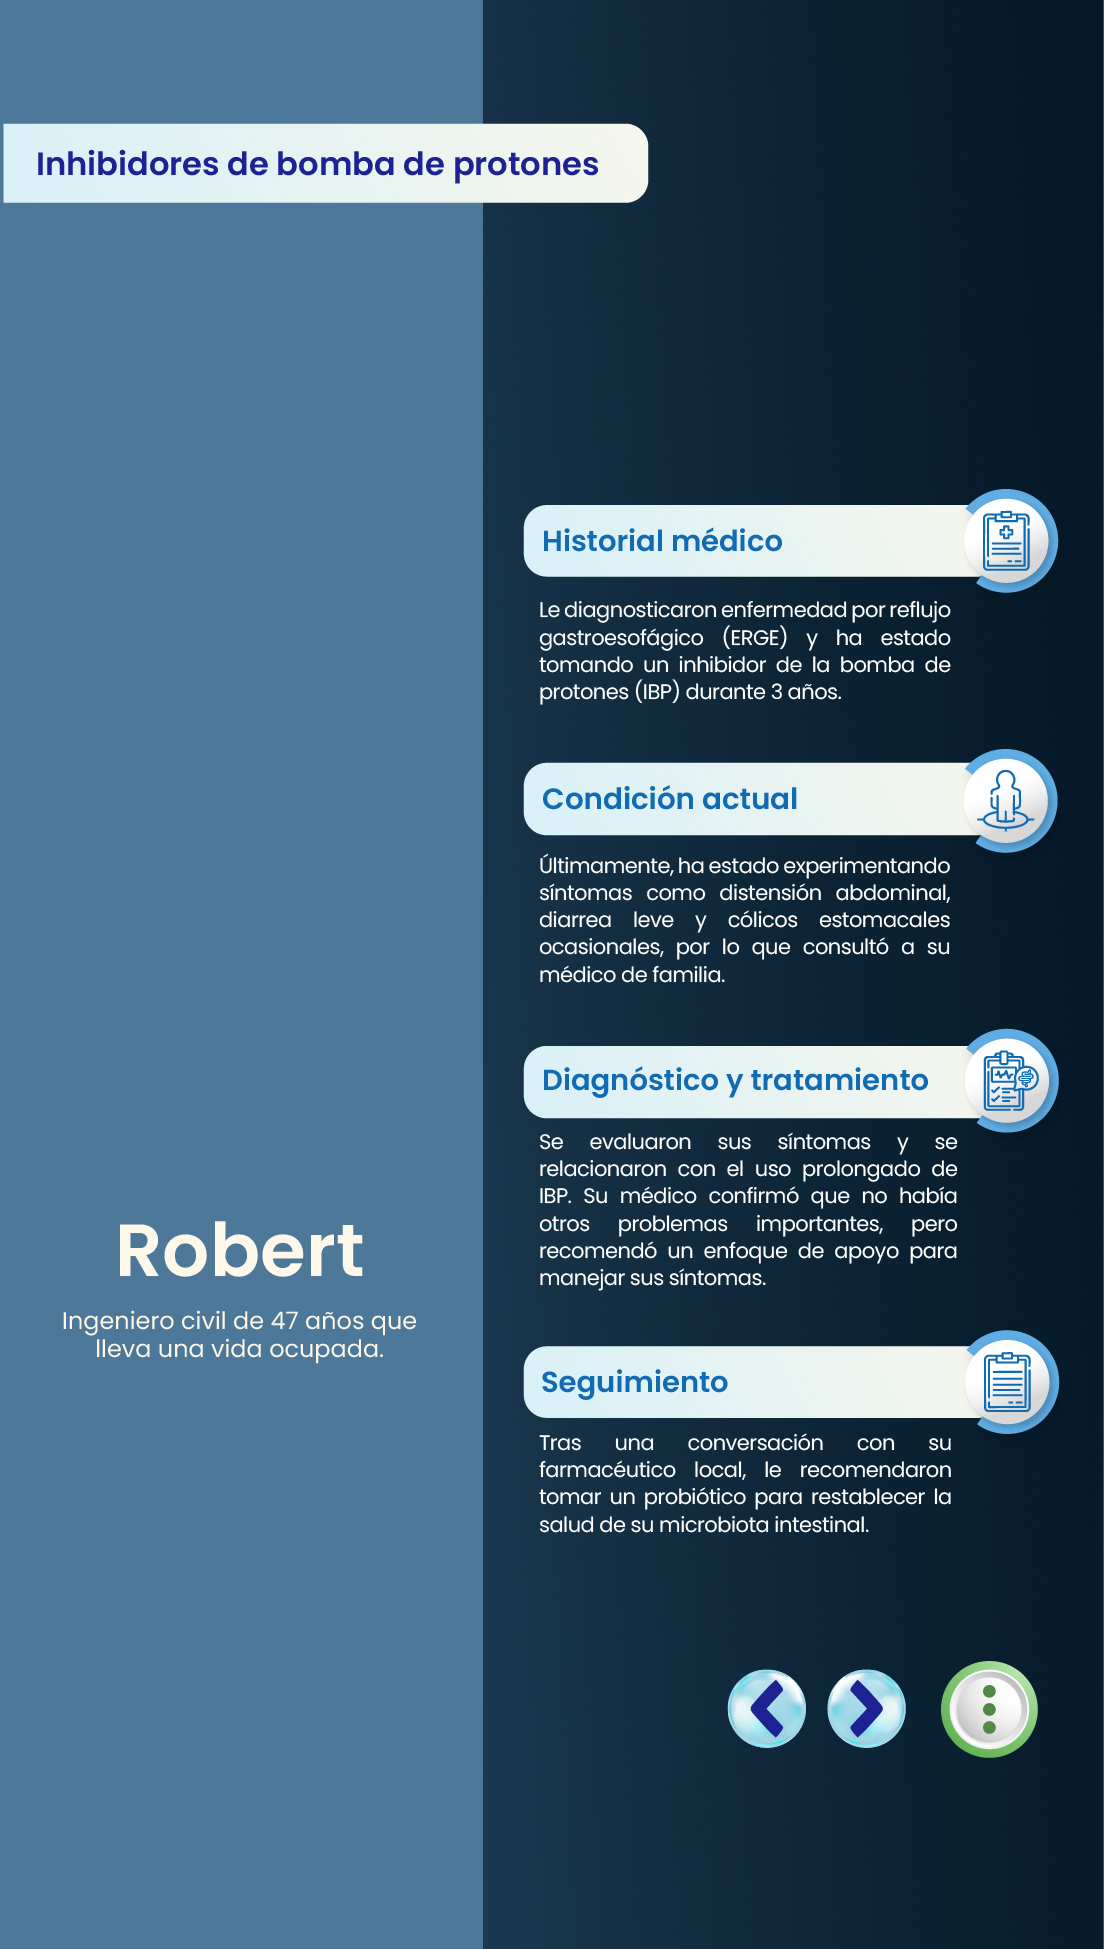 Inhibidores de bomba de protones
Historial médico
Le diagnosticaron enfermedad por reflujo
gastroesofágico (ERGE) y ha estado
tomando un inhibidor de la bomba de
protones (IBP) durante 3 años.
Condición actual
Últimamente, ha estado experimentando
síntomas como distensión abdominal,
diarrea leve y cólicos estomacales
ocasionales, por lo que consultó a su
médico de familia.
Diagnóstico y tratamiento
Se evaluaron sus síntomas y se
relacionaron con el uso prolongado de
IBP. Su médico confirmó que no había
otros problemas importantes, pero
recomendó un enfoque de apoyo para
manejar sus síntomas.
Robert
Ingeniero civil de 47 años que
lleva una vida ocupada.
Seguimiento
Tras una conversación con su
farmacéutico local, le recomendaron
tomar un probiótico para restablecer la
salud de su microbiota intestinal.